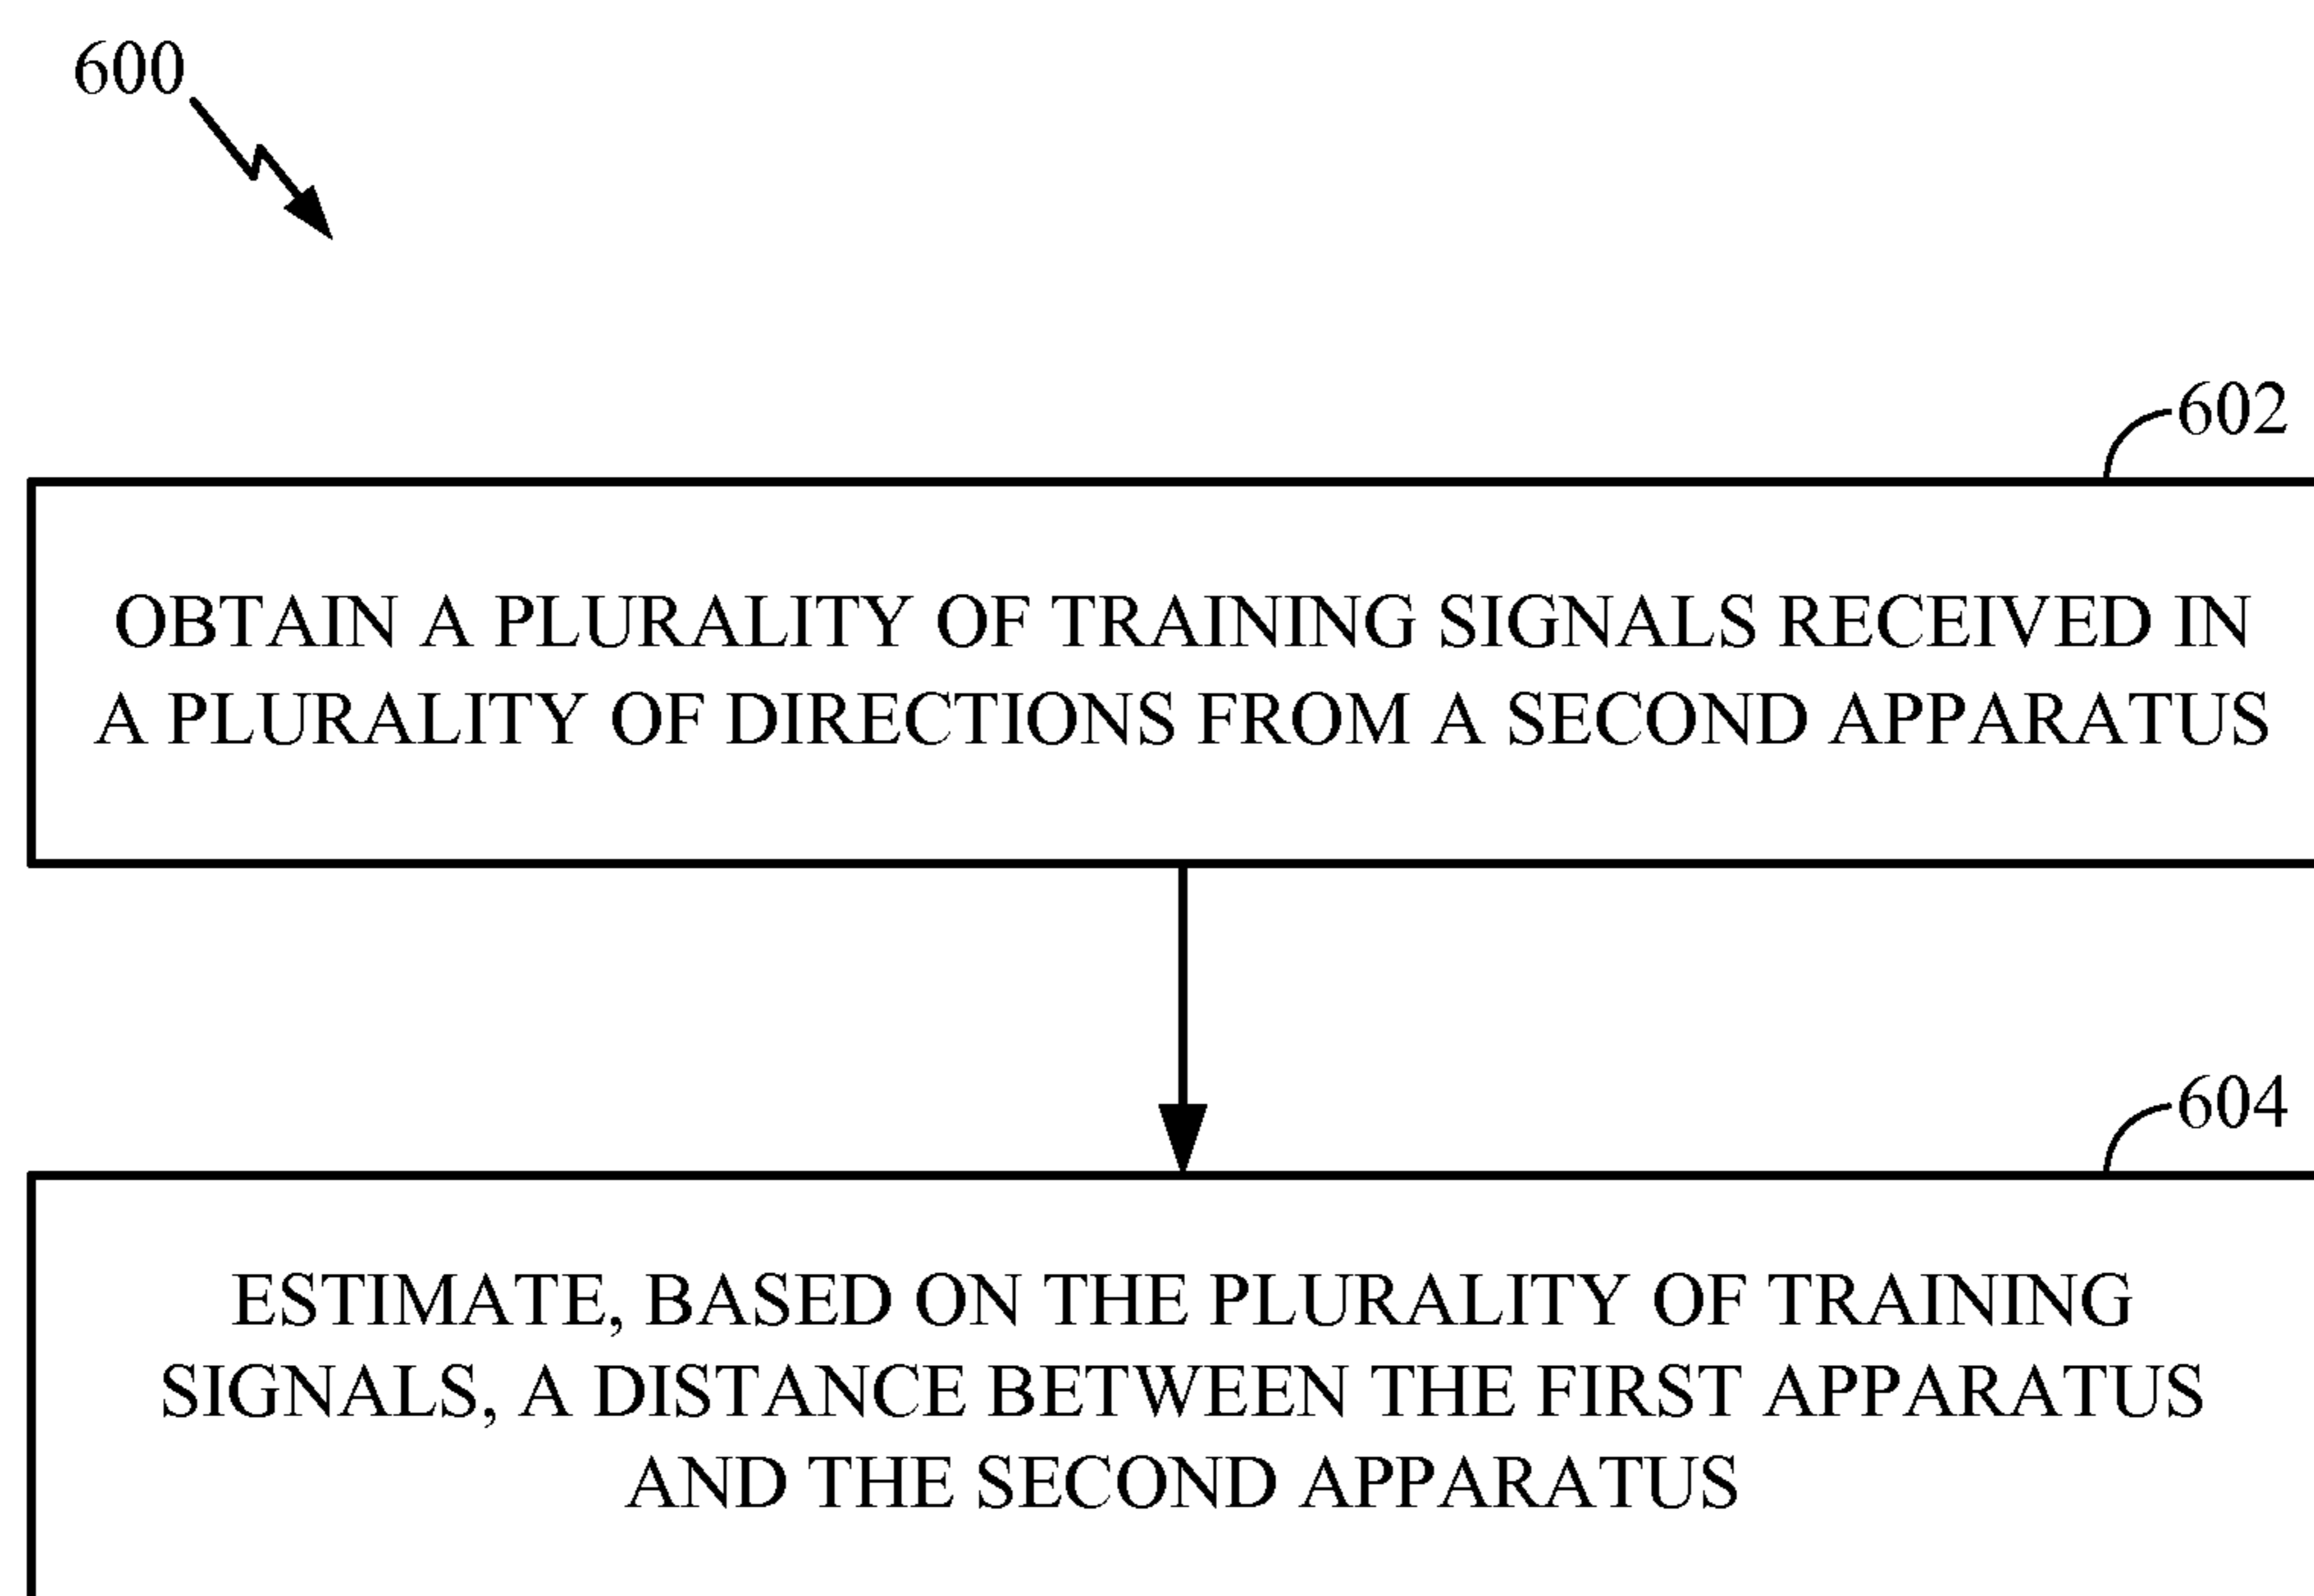 600
602
OBTAIN A PLURALITY OF TRAINING SIGNALS RECEIVED IN
A PLURALITY OF DIRECTIONS FROM A SECOND APPARATUS
604
ESTIMATE, BASED ON THE PLURALITY OF TRAINING
SIGNALS, A DISTANCE BETWEEN THE FIRST APPARATUS
AND THE SECOND APPARATUS